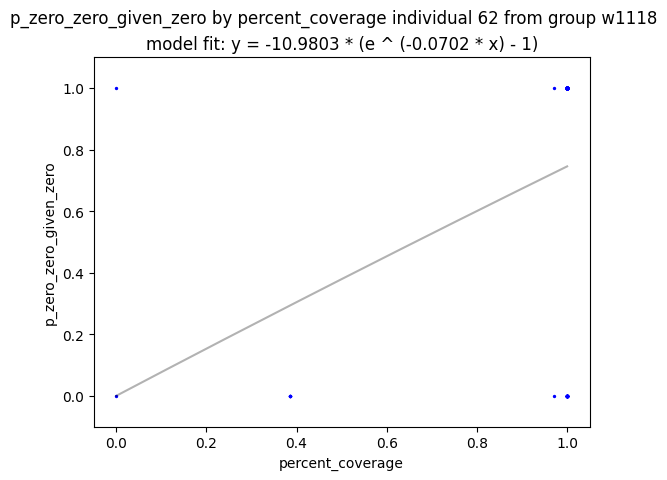 p_zero_zero_given_zero by percent_coverage individual 62 from group w1118
model fit: y = -10.9803 * (e ^ (-0.0702 * x) - 1)
1.0
0.8
0.6
0.4
0.2
0.0
p_zero_zero_given_zero
0.0 0.2 0.4 0.6 0.8 1.0
percent_coverage